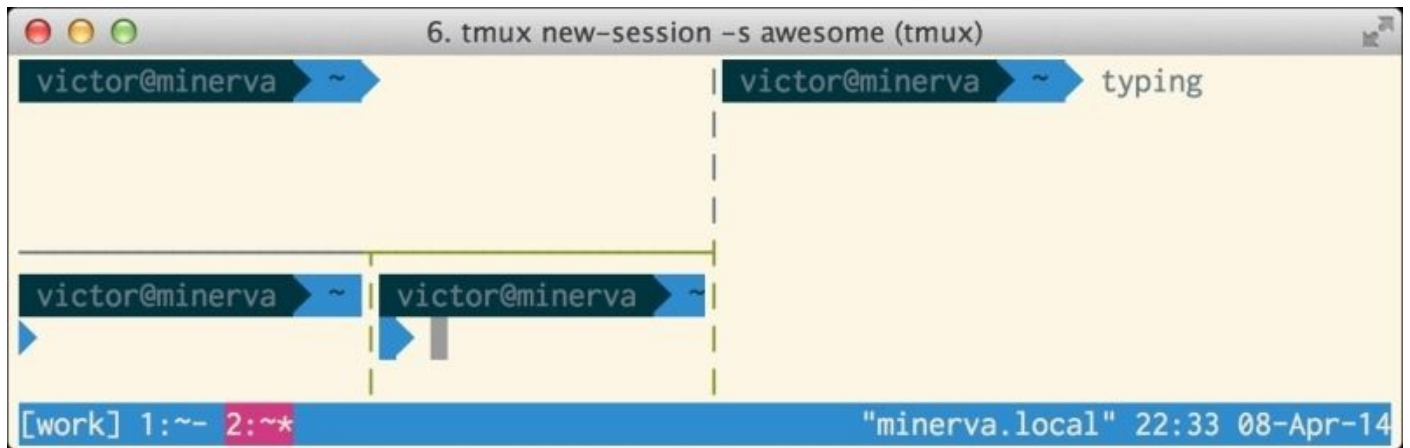 6. tmux new-session -s awesome (tmux)
victor@minerva ~
victor@minerva ~ typing
victor@minerva ~
victor@minerva ~
[work] 1:~- 2:~* "minerva.local" 22:33 08-Apr-14